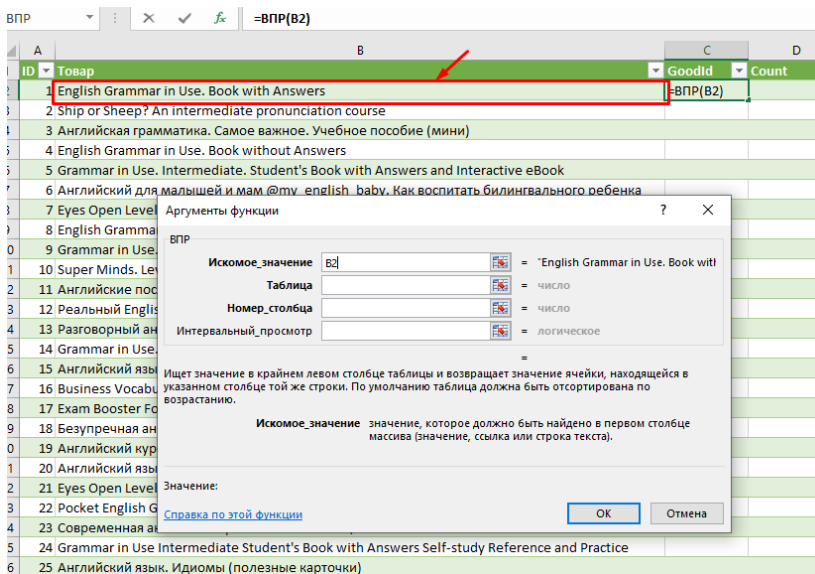 ВПР fx =ВПР(B2)
A B C D
ID Товар GoodId Count
1 English Grammar in Use. Book with Answers =ВПР(B2)
2 Ship or Sheep? An intermediate pronunciation course
3 Английская грамматика. Самое важное. Учебное пособие (мини)
4 English Grammar in Use. Book without Answers
5 Grammar in Use. Intermediate. Student's Book with Answers and Interactive eBook
6 Английский для малышей и мам @my_english_baby. Как воспитать билингвального ребенка
7 Eyes Open Level
8 English Gramma
9 Grammar in Use.
10 Super Minds. Lev
11 Английские пос
12 Реальный Englis
13 Разговорный ан
14 Grammar in Use.
15 Английский язы
16 Business Vocabu
17 Exam Booster Fo
18 Безупречная ан
19 Английский кур
20 Английский язы
21 Eyes Open Level
22 Pocket English G
23 Современная ан
24 Grammar in Use Intermediate Student's Book with Answers Self-study Reference and Practice
25 Английский язык. Идиомы (полезные карточки)
Аргументы функции ? ×
ВПР
Искомое_значение B2 = "English Grammar in Use. Book with
Таблица = число
Номер_столбца = число
Интервальный_просмотр = логическое
=
Ищет значение в крайнем левом столбце таблицы и возвращает значение ячейки, находящейся в
указанном столбце той же строки. По умолчанию таблица должна быть отсортирована по
возрастанию.
Искомое_значение значение, которое должно быть найдено в первом столбце
массива (значение, ссылка или строка текста).
Значение:
Справка по этой функции OK Отмена